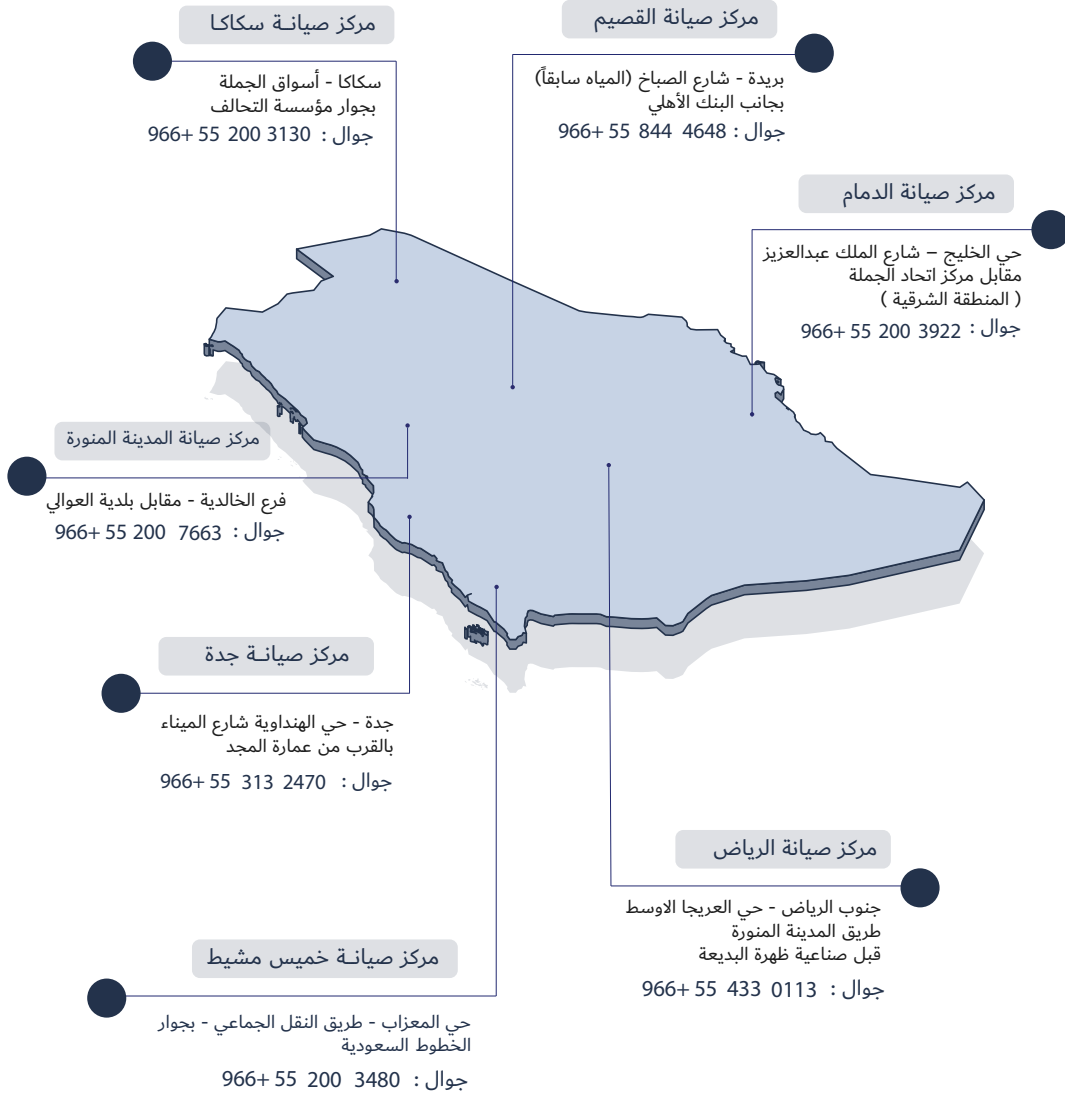 مركز صيانـة سكاكـا
سكاكا - أسواق الجملة
بجوار مؤسسة التحالف
جوال : 3130 200 55 +966
مركز صيانة القصيم
بريدة - شارع الصباخ (المياه سابقاً)
بجانب البنك الأهلي
جوال : 4648 844 55 +966
مركز صيانة الدمام
حي الخليج – شارع الملك عبدالعزيز
مقابل مركز اتحاد الجملة
( المنطقة الشرقية )
جوال : 3922 200 55 +966
مركز صيانة المدينة المنورة
فرع الخالدية - مقابل بلدية العوالي
جوال : 7663 200 55 +966
مركز صيانـة جدة
جدة - حي الهنداوية شارع الميناء
بالقرب من عمارة المجد
جوال : 2470 313 55 +966
مركز صيانة الرياض
جنوب الرياض - حي العريجا الاوسط
طريق المدينة المنورة
قبل صناعية ظهرة البديعة
جوال : 0113 433 55 +966
مركز صيانـة خميس مشيط
حي المعزاب - طريق النقل الجماعي - بجوار
الخطوط السعودية
جوال : 3480 200 55 +966